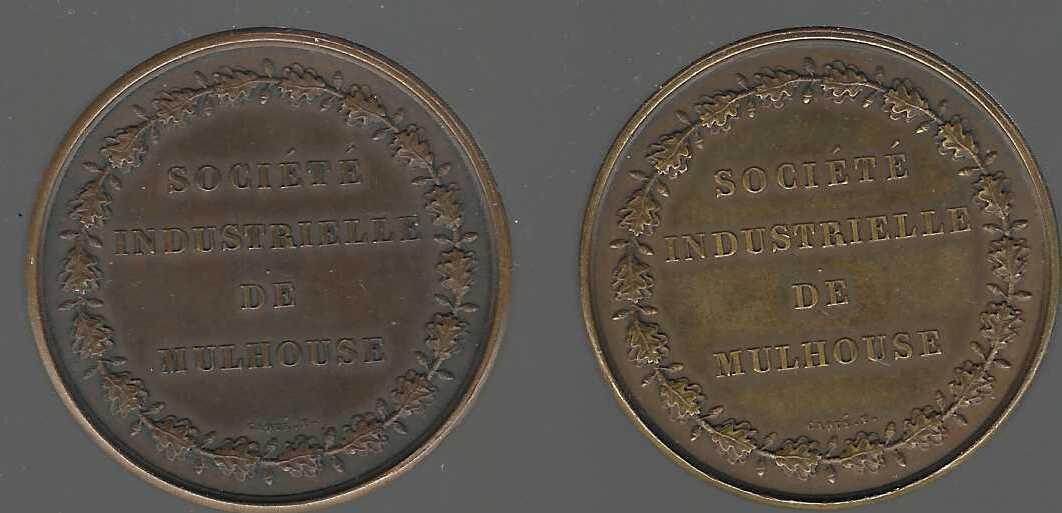 SOCIÉTÉ
INDUSTRIELLE
DE
MULHOUSE
SOCIÉTÉ
INDUSTRIELLE
DE
MULHOUSE